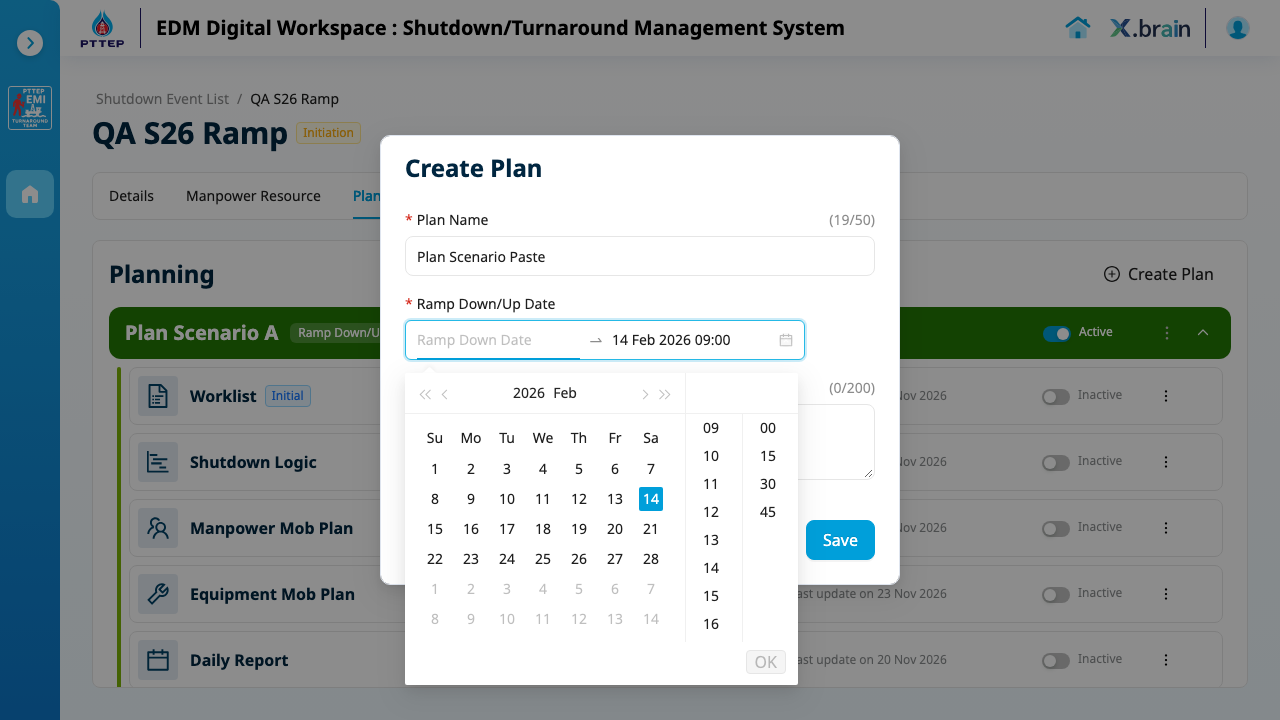 PTTEP
EDM Digital Workspace : Shutdown/Turnaround Management System
X.brain
PTTEP
EMI
TURNAROUND
TEAM
Shutdown Event List / QA S26 Ramp
QA S26 Ramp Initiation
Details Manpower Resource Plan
Planning
Create Plan
Plan Scenario A Ramp Down/U
Active
Worklist Initial
Nov 2026
Inactive
Shutdown Logic
Nov 2026
Inactive
Manpower Mob Plan
Nov 2026
Inactive
Equipment Mob Plan
ast update on 23 Nov 2026
Inactive
Daily Report
ast update on 20 Nov 2026
Inactive
Create Plan
* Plan Name (19/50)
Plan Scenario Paste
* Ramp Down/Up Date
Ramp Down Date → 14 Feb 2026 09:00
(0/200)
Save
2026 Feb
Su Mo Tu We Th Fr Sa
1 2 3 4 5 6 7
8 9 10 11 12 13 14
15 16 17 18 19 20 21
22 23 24 25 26 27 28
1 2 3 4 5 6 7
8 9 10 11 12 13 14
09 00
10 15
11 30
12 45
13
14
15
16
OK